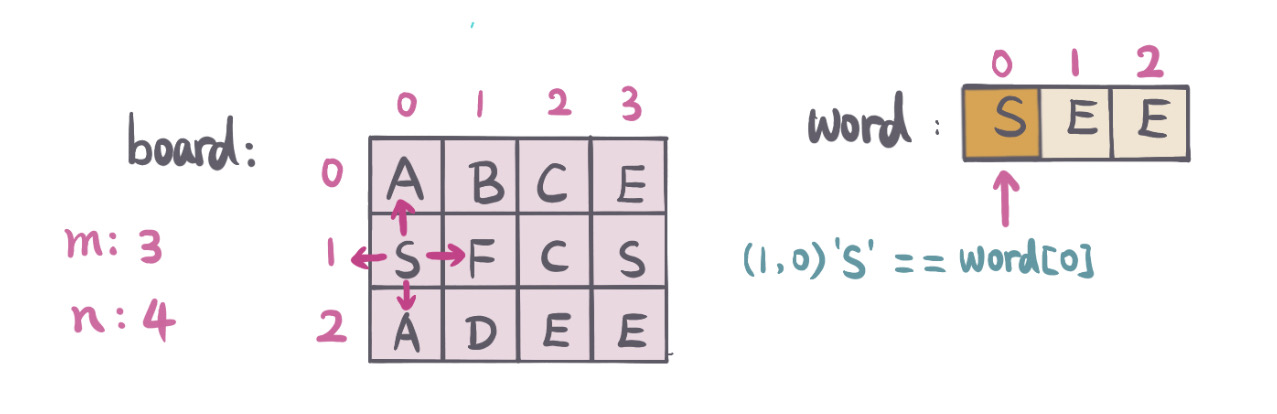 0 1 2
word : S E E
0 1 2 3
board:
0 A B C E
m: 3
1 S F C S
(1,0) 'S' == word[0]
n: 4
2 A D E E